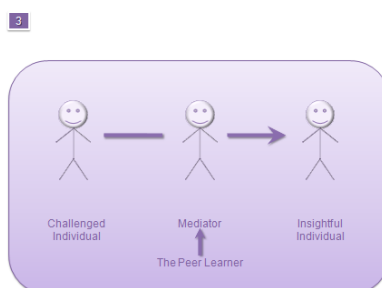 3
Challenged
Individual
Mediator
Insightful
Individual
The Peer Learner